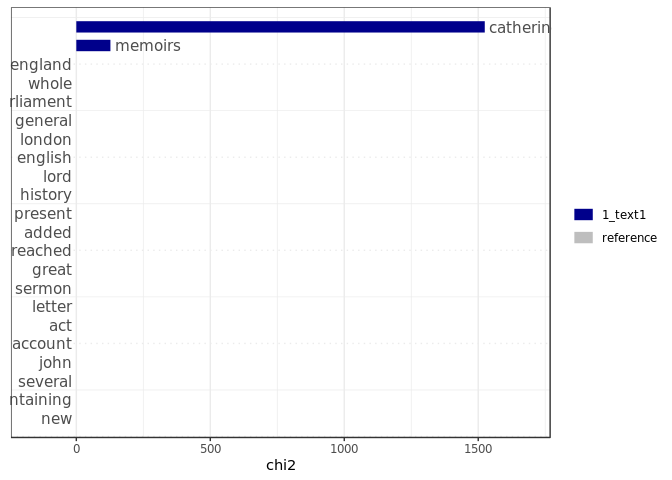 catherin
memoirs
england
whole
rliament
general
london
english
lord
history
present
added
reached
great
sermon
letter
act
account
john
several
ntaining
new
0 500 1000 1500
chi2
1_text1
reference